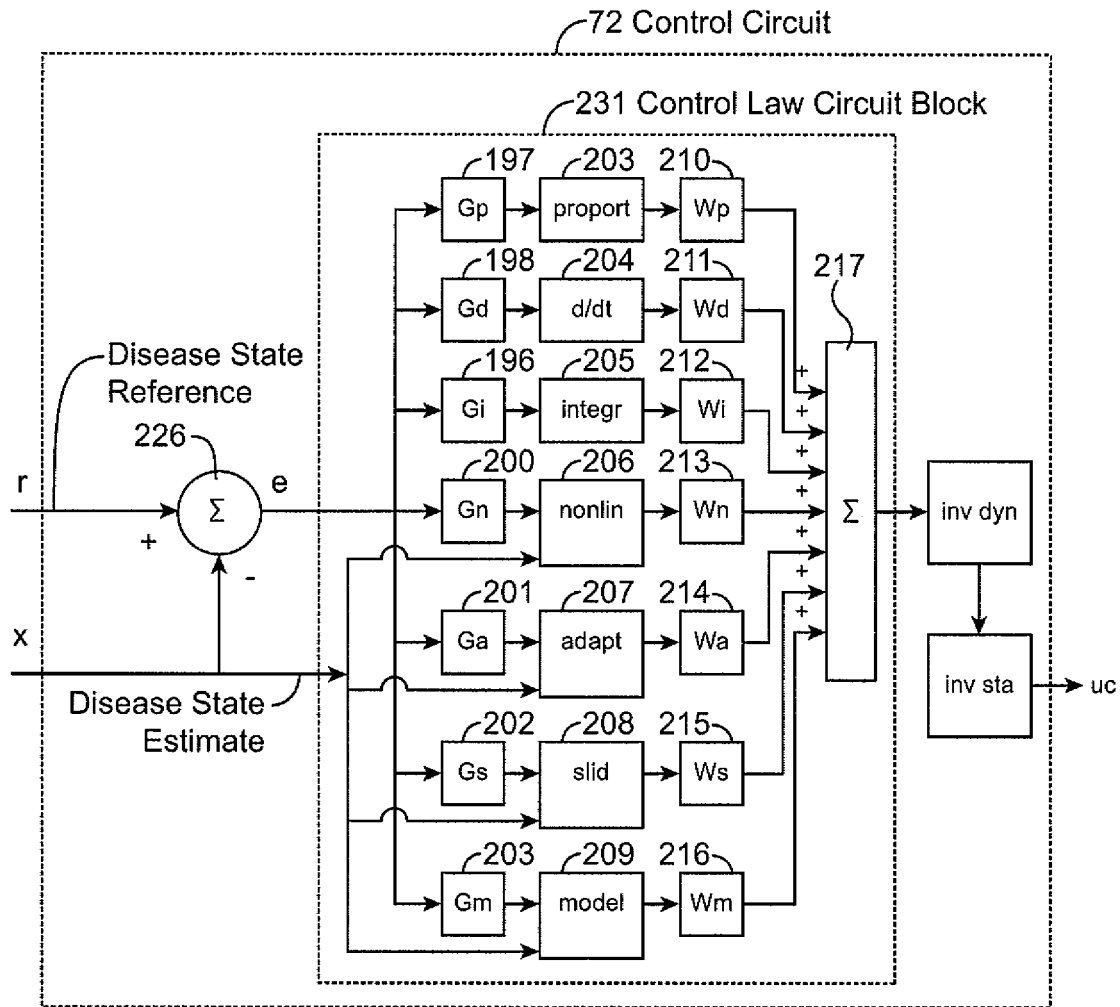 72 Control Circuit
231 Control Law Circuit Block
197 203 210
Gp proport Wp
198 204 211
Gd d/dt Wd
217
196 205 212
Gi integr Wi
Disease State
Reference
226
200 206 213
r + Σ e
-
Gn nonlin Wn
+
+
+
+
+
+
+
Σ
inv dyn
201 207 214
Ga adapt Wa
x
Disease State
Estimate
inv sta uc
202 208 215
Gs slid Ws
203 209 216
Gm model Wm